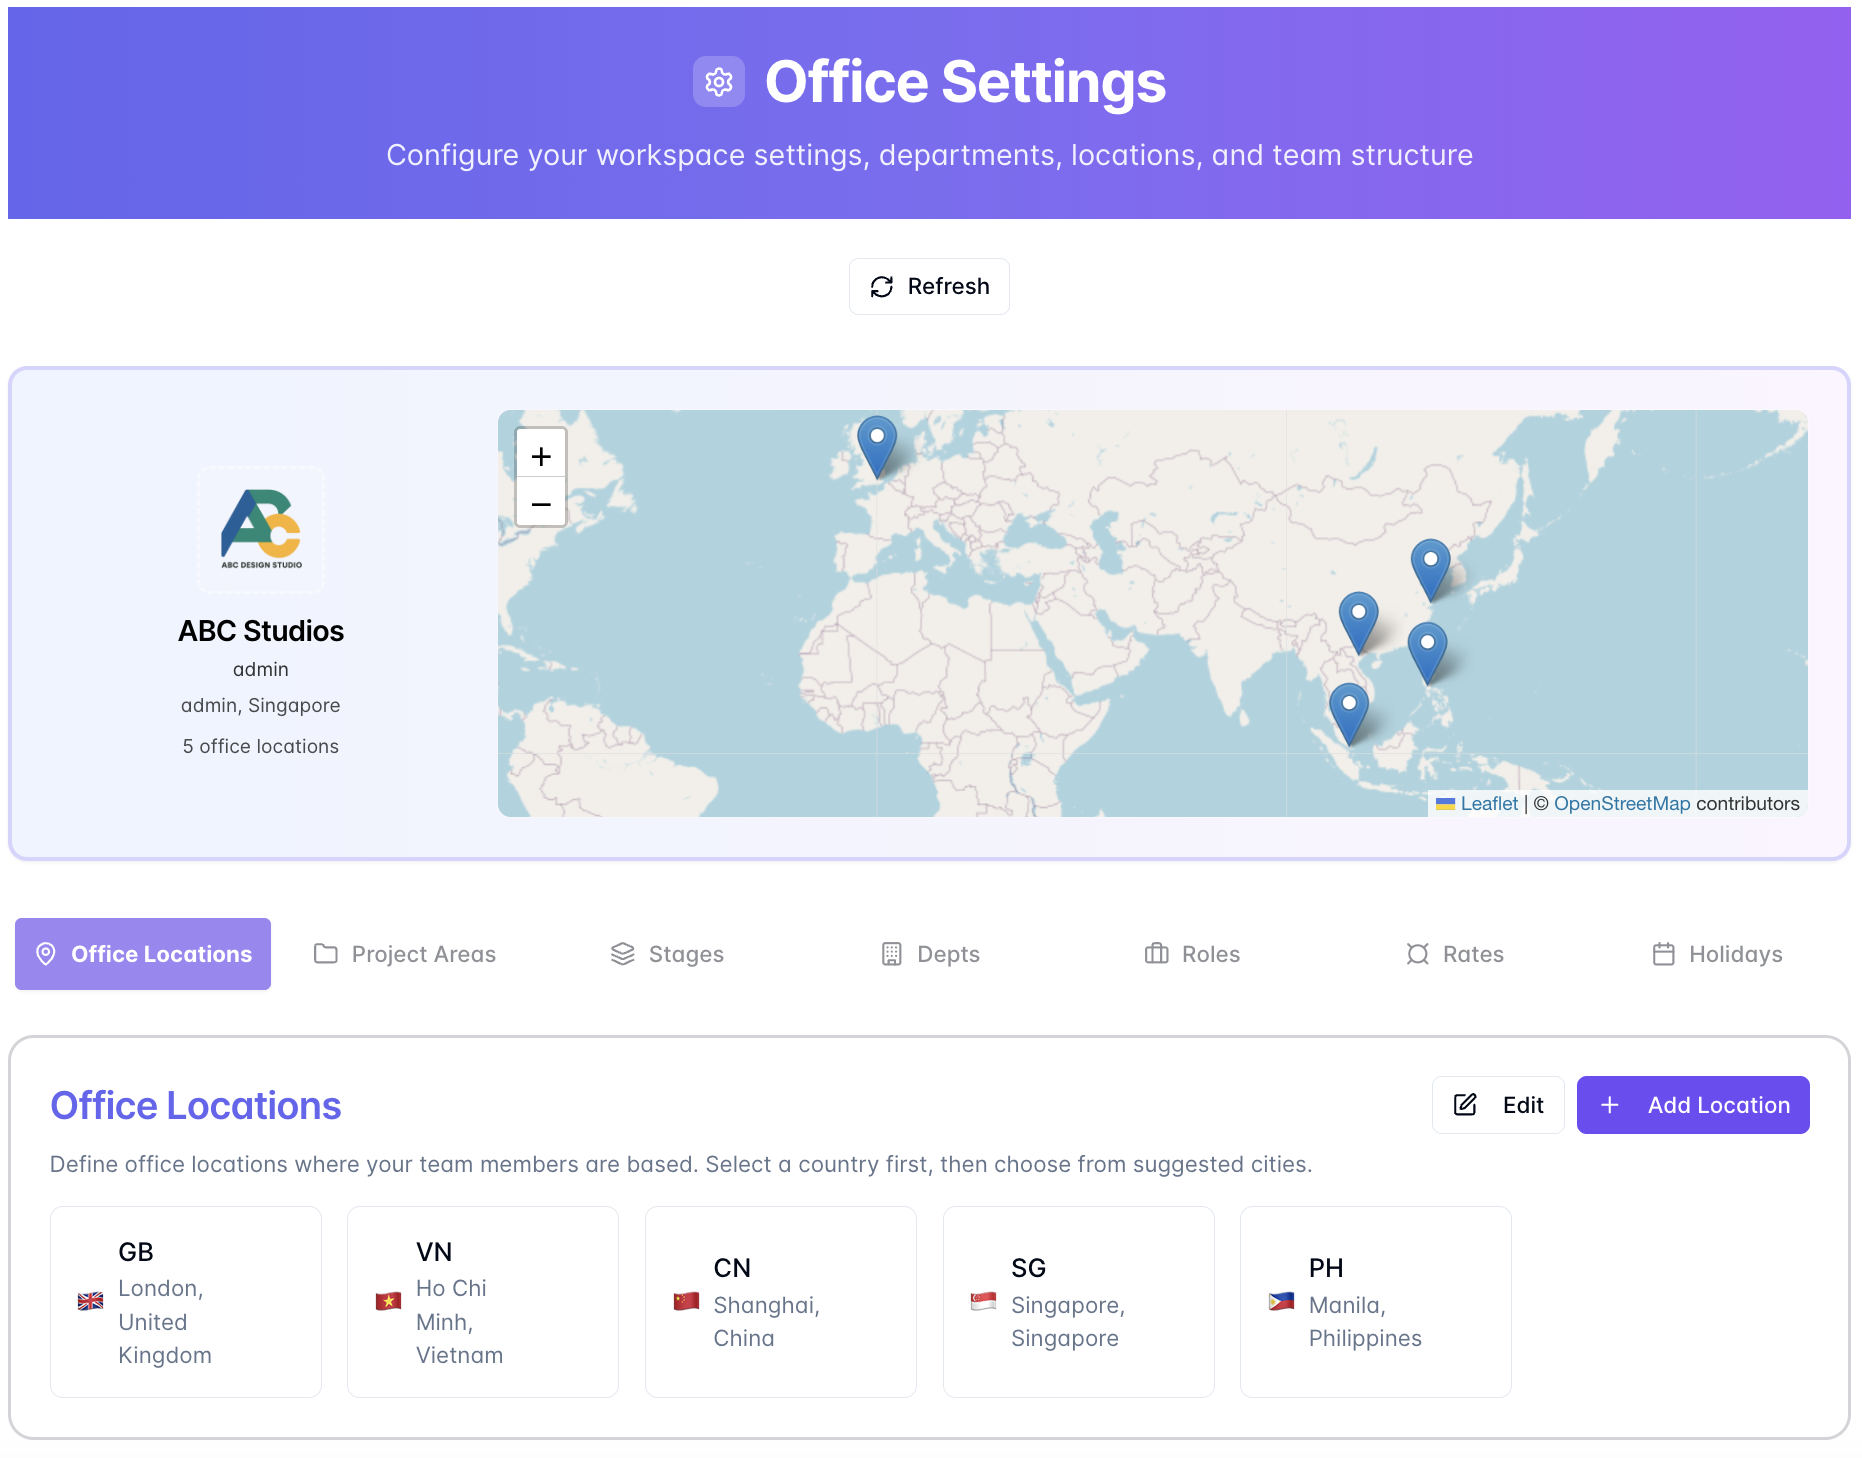 Office Settings
Configure your workspace settings, departments, locations, and team structure
Refresh
ABC DESIGN STUDIO
ABC Studios
admin
admin, Singapore
5 office locations
+
−
Leaflet | © OpenStreetMap contributors
Office Locations
Project Areas
Stages
Depts
Roles
Rates
Holidays
Office Locations
Edit
Add Location
Define office locations where your team members are based. Select a country first, then choose from suggested cities.
GB
London,
United
Kingdom
VN
Ho Chi
Minh,
Vietnam
CN
Shanghai,
China
SG
Singapore,
Singapore
PH
Manila,
Philippines